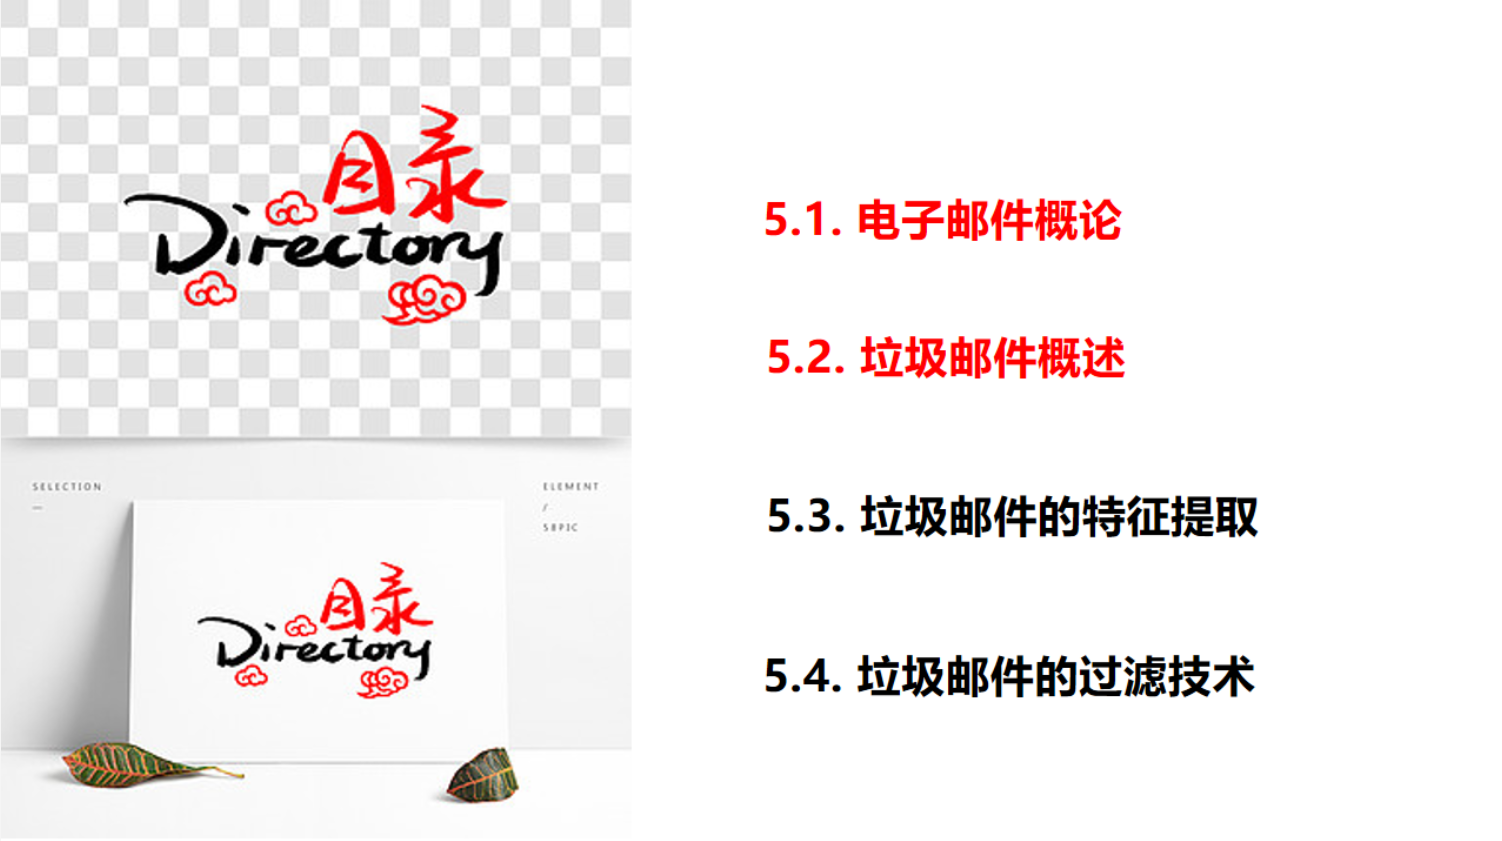 目录
Directory
SELECTION
ELEMENT
/
58PIC
目录
Directory
5.1. 电子邮件概论
5.2. 垃圾邮件概述
5.3. 垃圾邮件的特征提取
5.4. 垃圾邮件的过滤技术